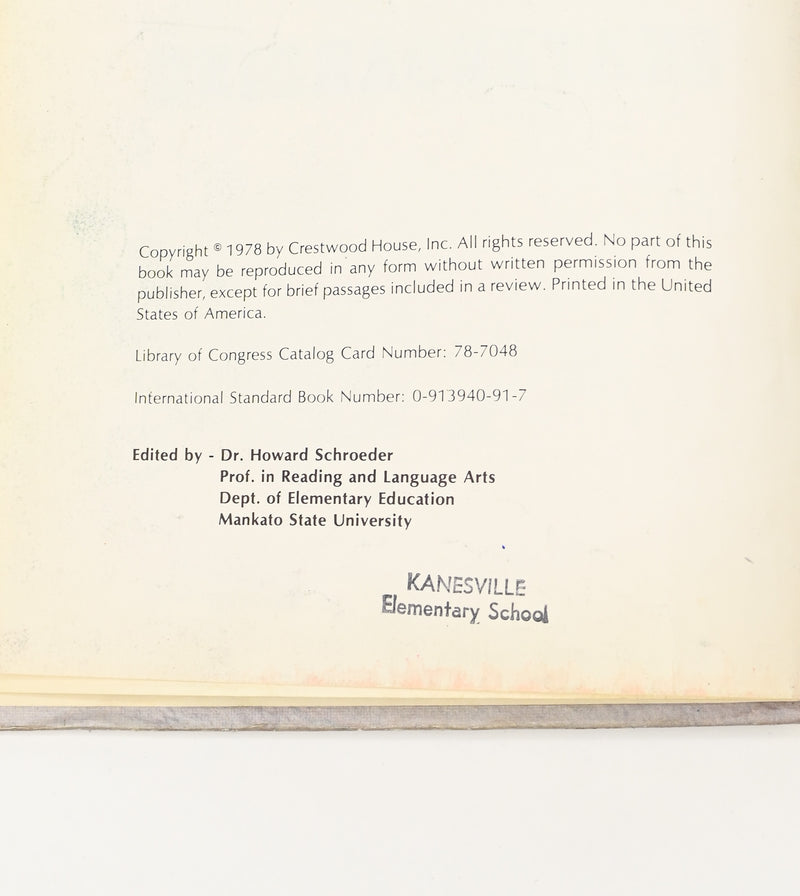 Copyright © 1978 by Crestwood House, Inc. All rights reserved. No part of this
book may be reproduced in any form without written permission from the
publisher, except for brief passages included in a review. Printed in the United
States of America.
Library of Congress Catalog Card Number: 78-7048
International Standard Book Number: 0-913940-91-7
Edited by - Dr. Howard Schroeder
Prof. in Reading and Language Arts
Dept. of Elementary Education
Mankato State University
KANESVILLE
Elementary School